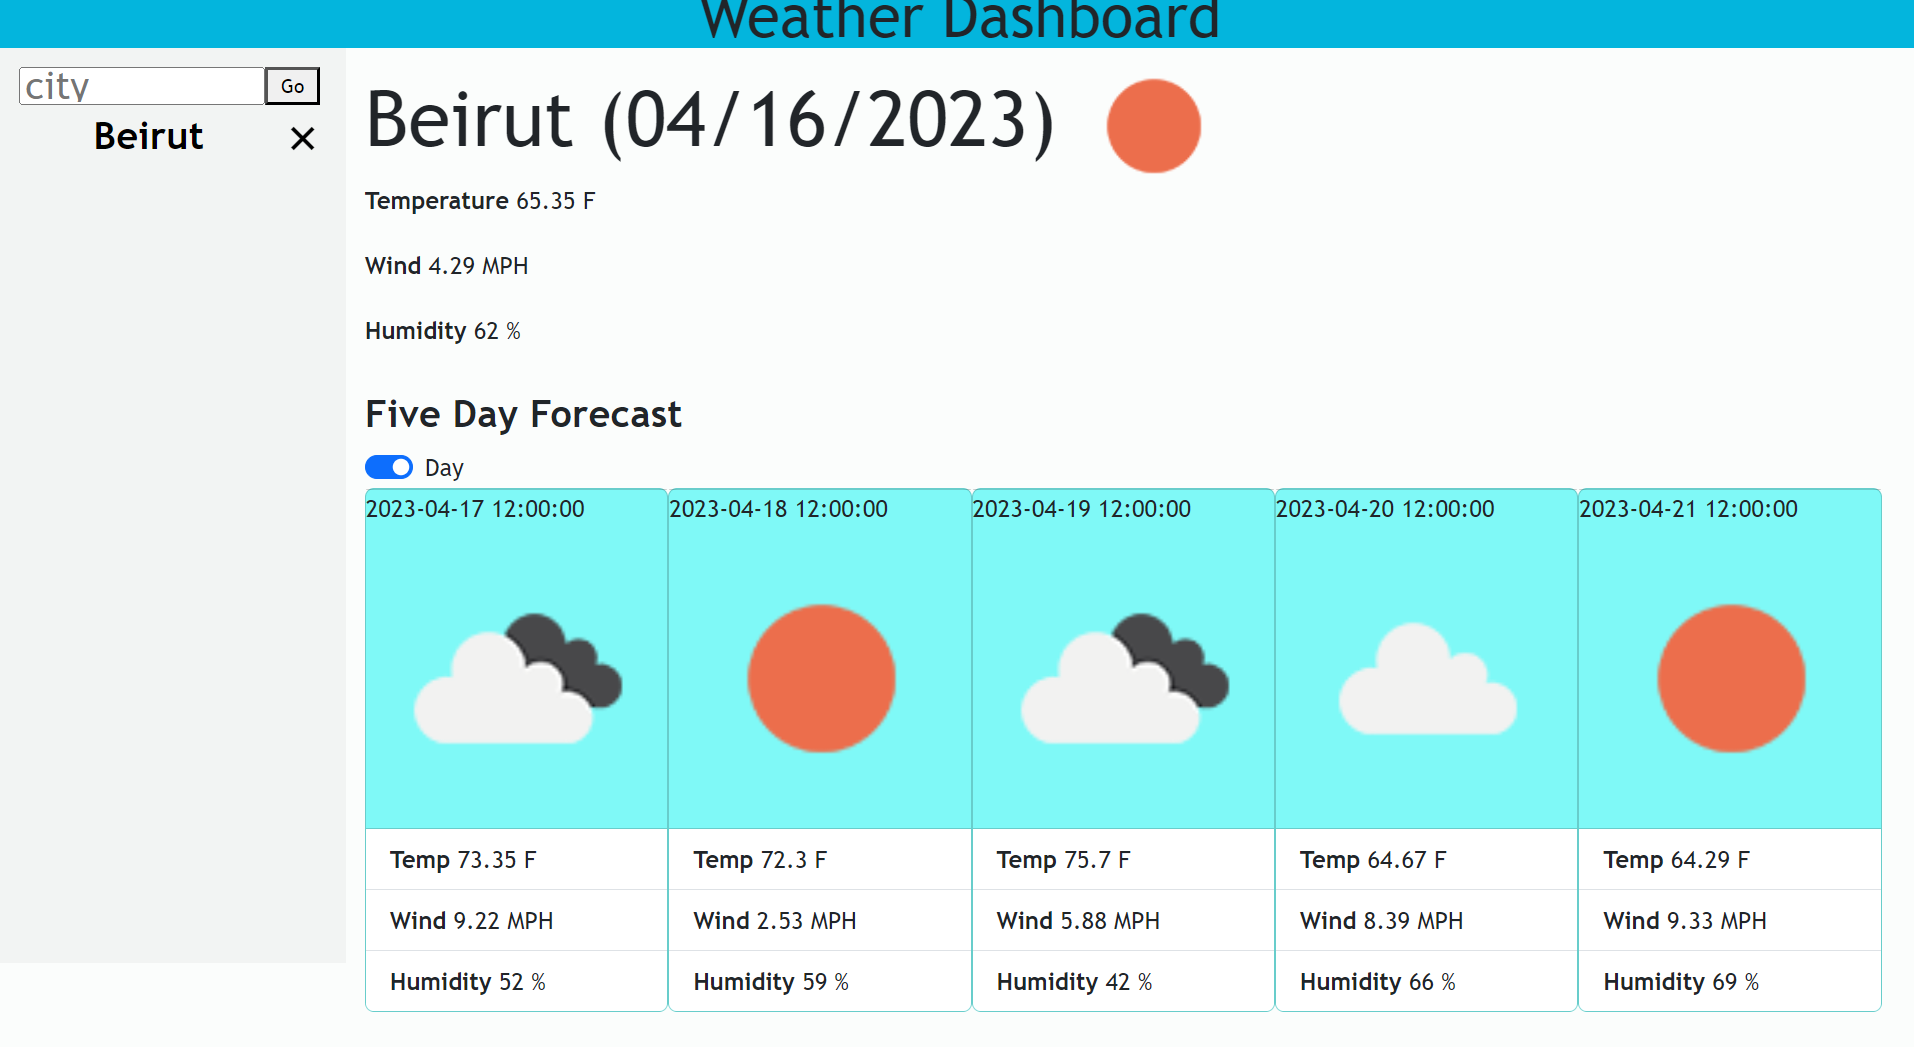 Weather Dashboard
city Go
Beirut ✕
Beirut (04/16/2023)
Temperature 65.35 F
Wind 4.29 MPH
Humidity 62 %
Five Day Forecast
Day
2023-04-17 12:00:00 2023-04-18 12:00:00 2023-04-19 12:00:00 2023-04-20 12:00:00 2023-04-21 12:00:00
Temp 73.35 F Temp 72.3 F Temp 75.7 F Temp 64.67 F Temp 64.29 F
Wind 9.22 MPH Wind 2.53 MPH Wind 5.88 MPH Wind 8.39 MPH Wind 9.33 MPH
Humidity 52 % Humidity 59 % Humidity 42 % Humidity 66 % Humidity 69 %